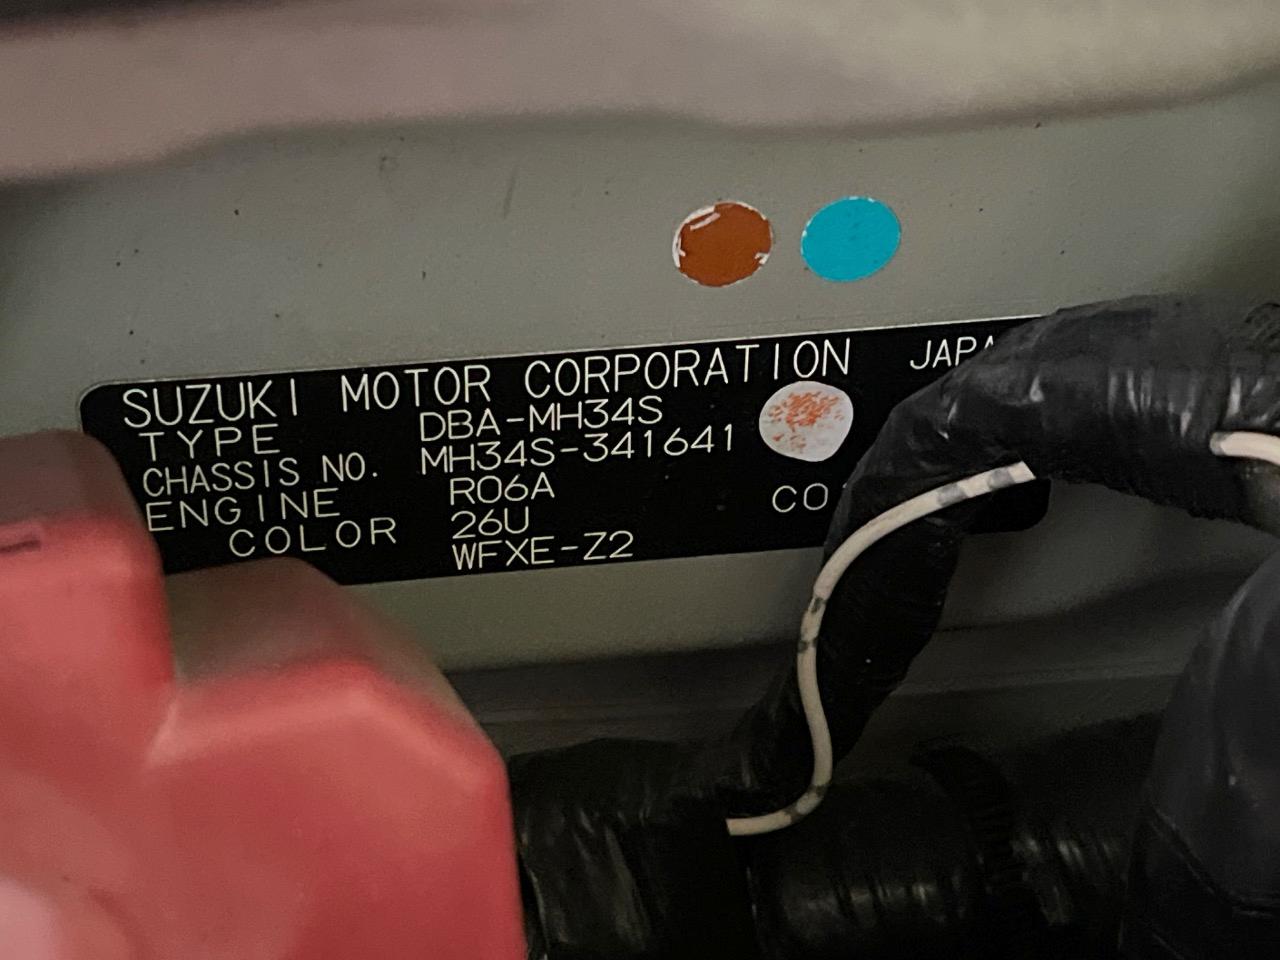 SUZUKI MOTOR CORPORATION
TYPE DBA-MH34S
CHASSIS NO. MH34S-341641
ENGINE R06A
COLOR 26U
WFXE-Z2